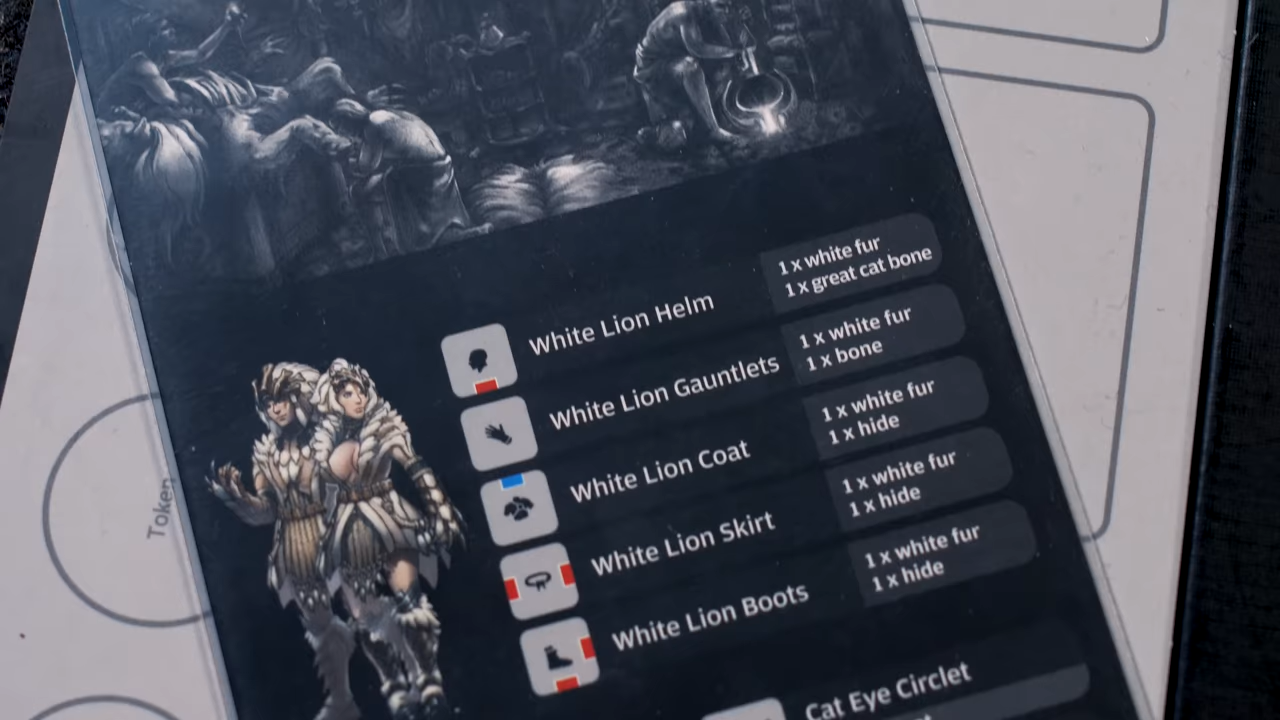 White Lion Helm
1 x white fur
1 x great cat bone
White Lion Gauntlets
1 x white fur
1 x bone
White Lion Coat
1 x white fur
1 x hide
White Lion Skirt
1 x white fur
1 x hide
White Lion Boots
1 x white fur
1 x hide
Cat Eye Circlet
Token